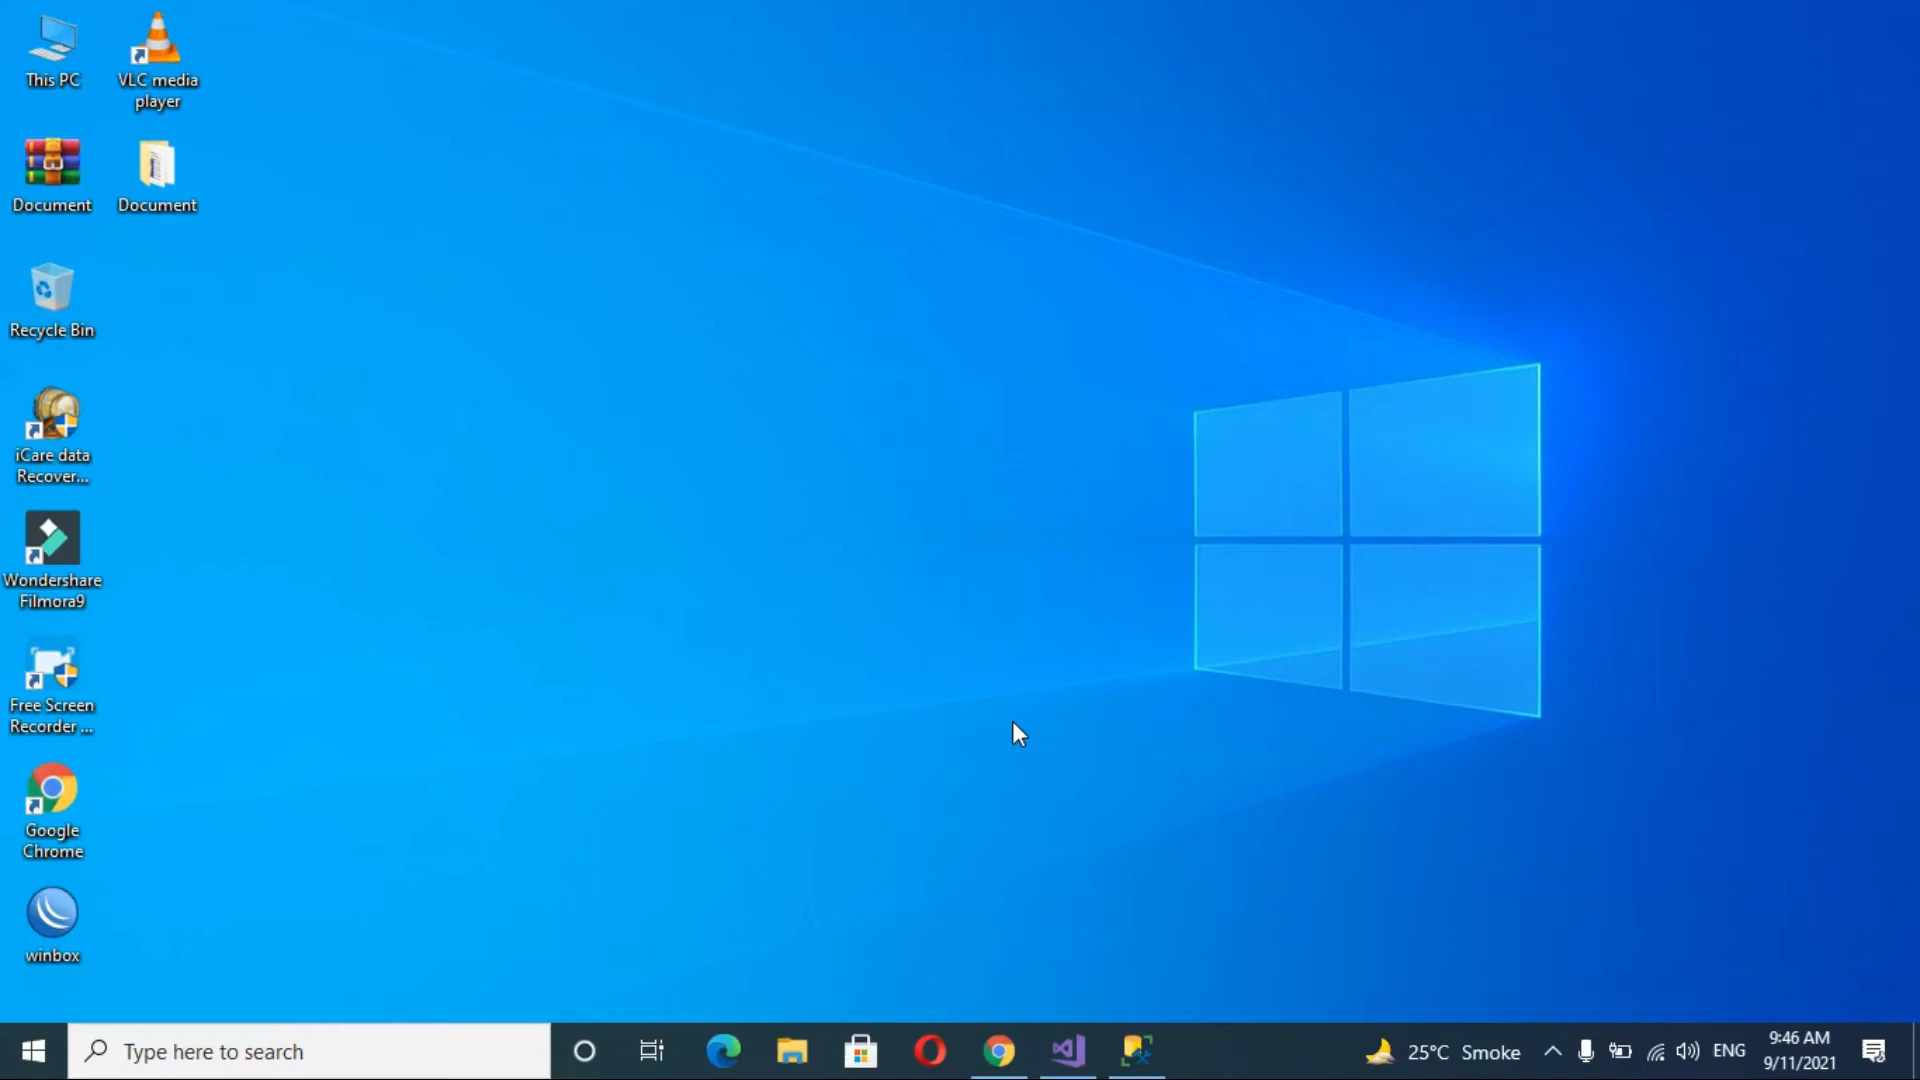 This PC
VLC media
player
Document
Document
Recycle Bin
iCare data
Recover...
Wondershare
Filmora9
Free Screen
Recorder ...
Google
Chrome
winbox
Type here to search
25°C Smoke
ENG
9:46 AM
9/11/2021